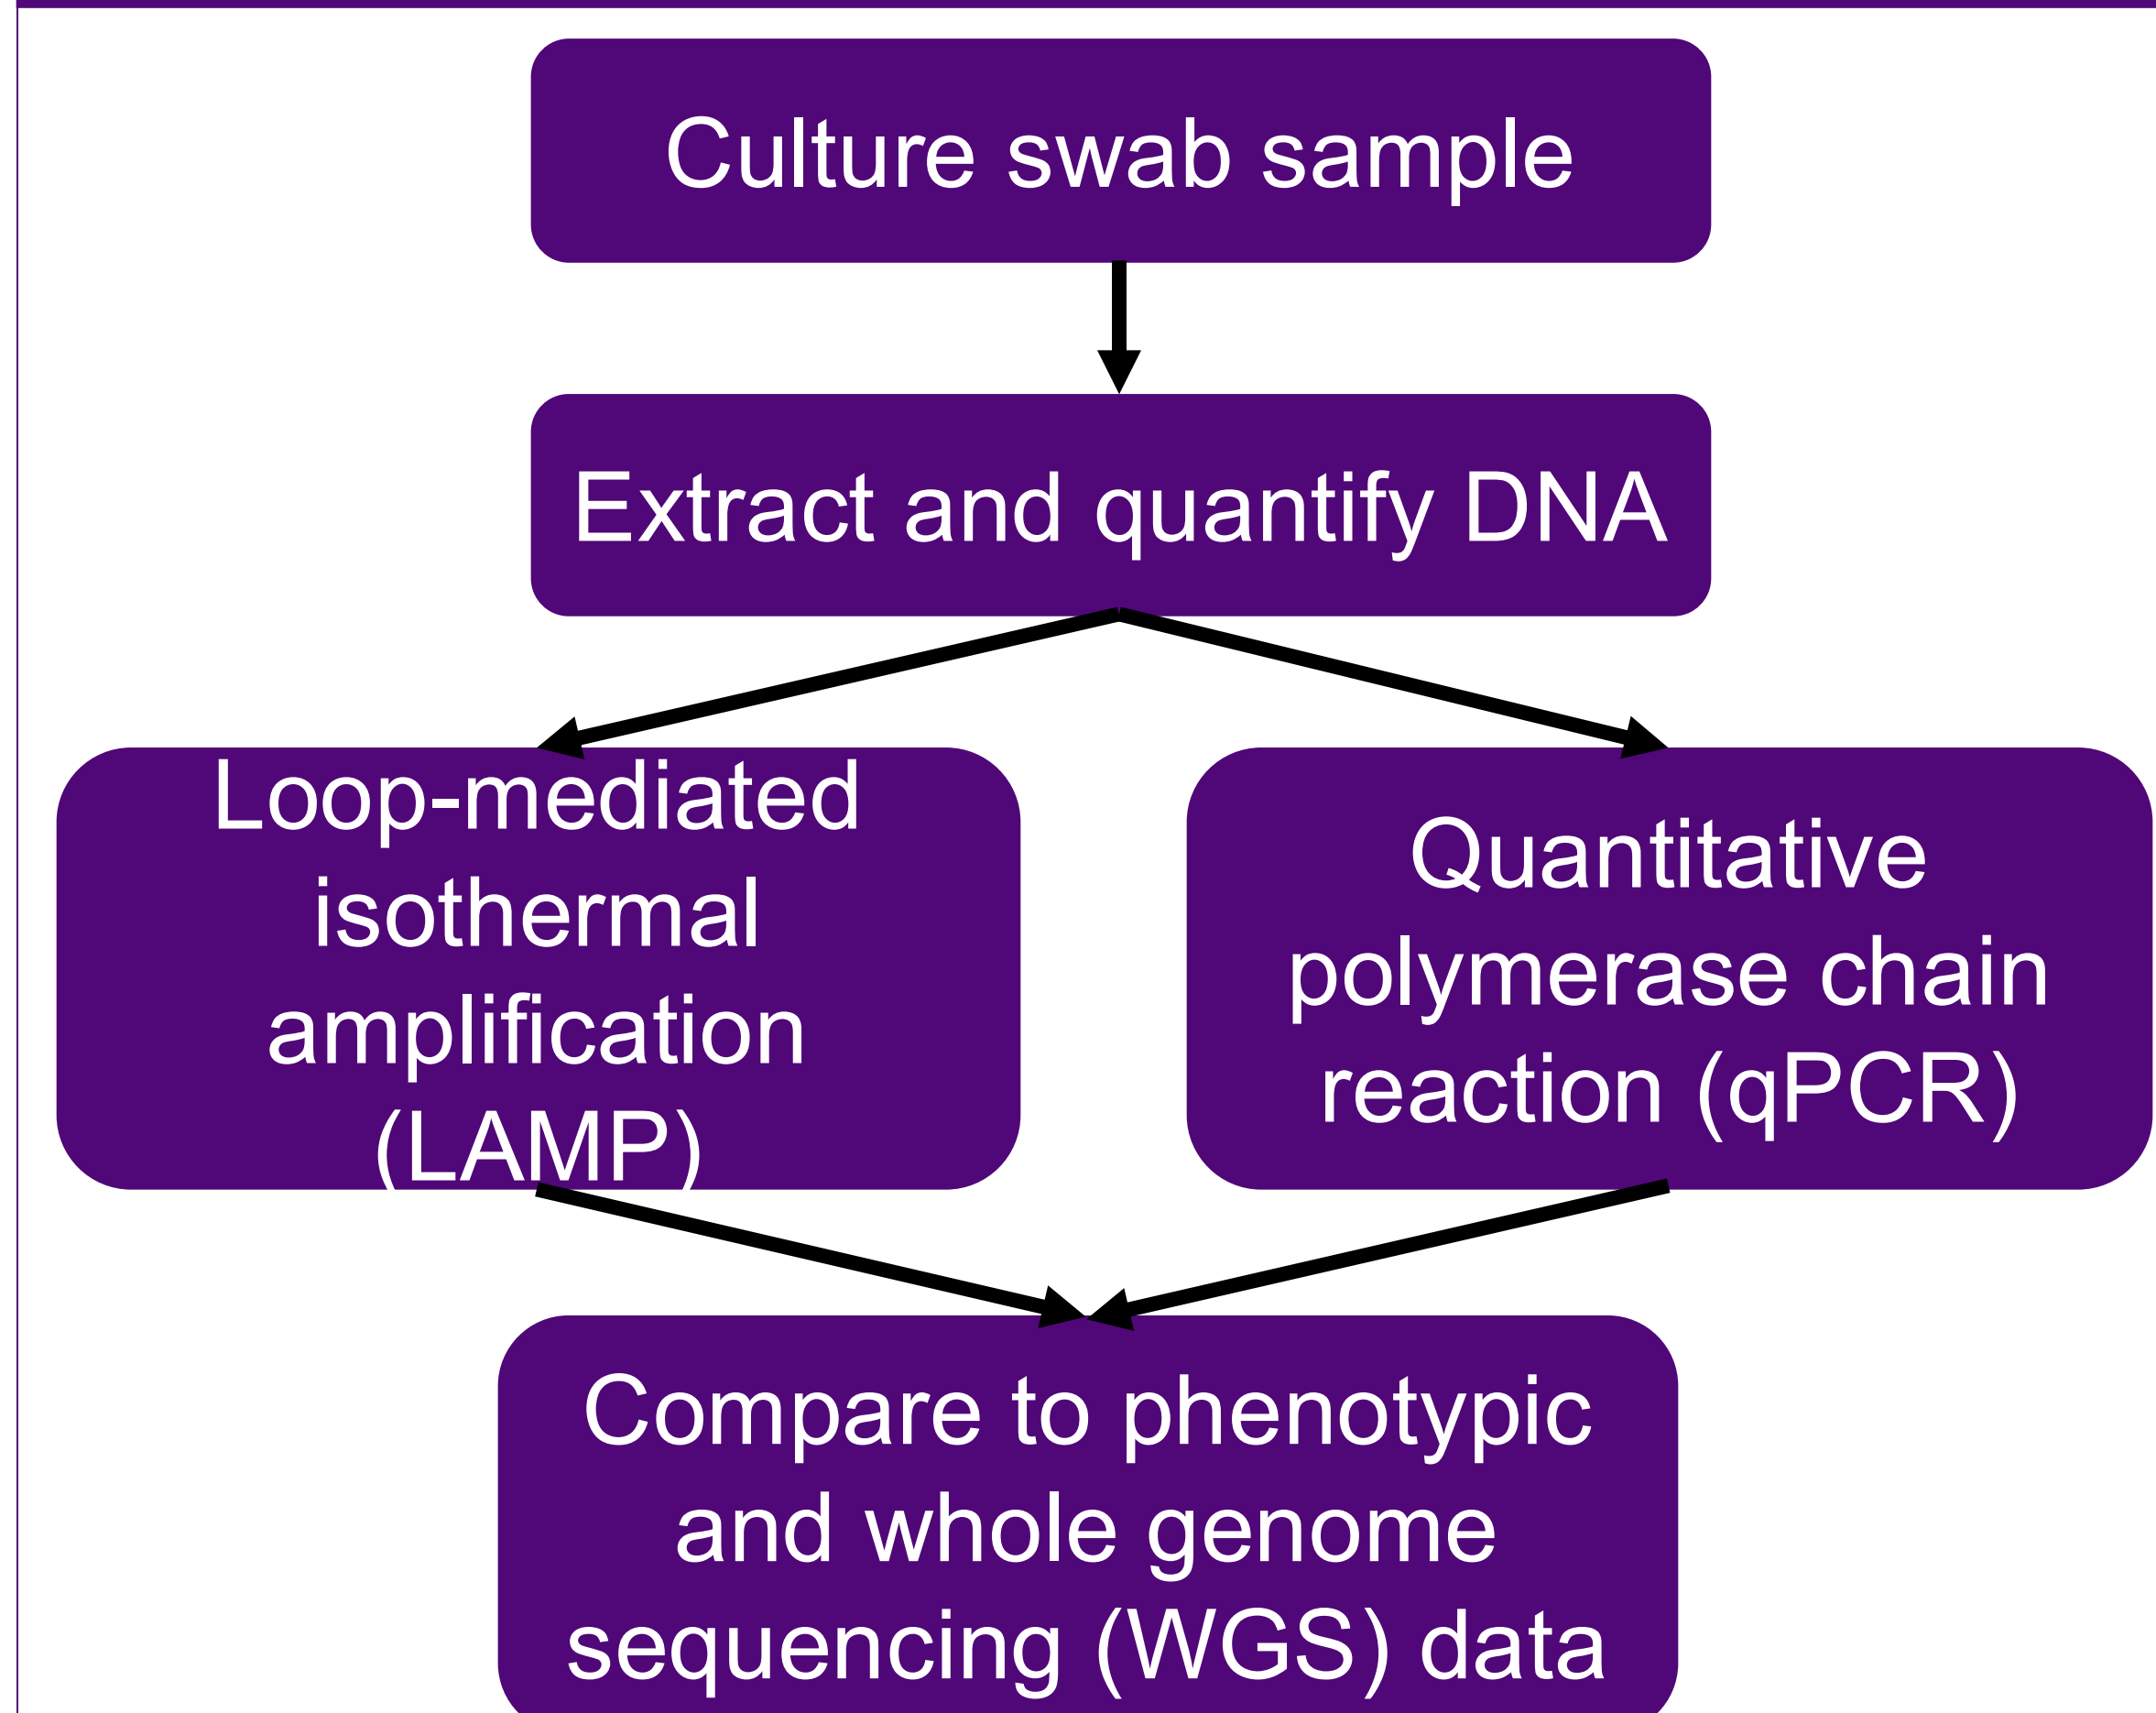 Culture swab sample
Extract and quantify DNA
Loop-mediated
isothermal
amplification
(LAMP)
Quantitative
polymerase chain
reaction (qPCR)
Compare to phenotypic
and whole genome
sequencing (WGS) data